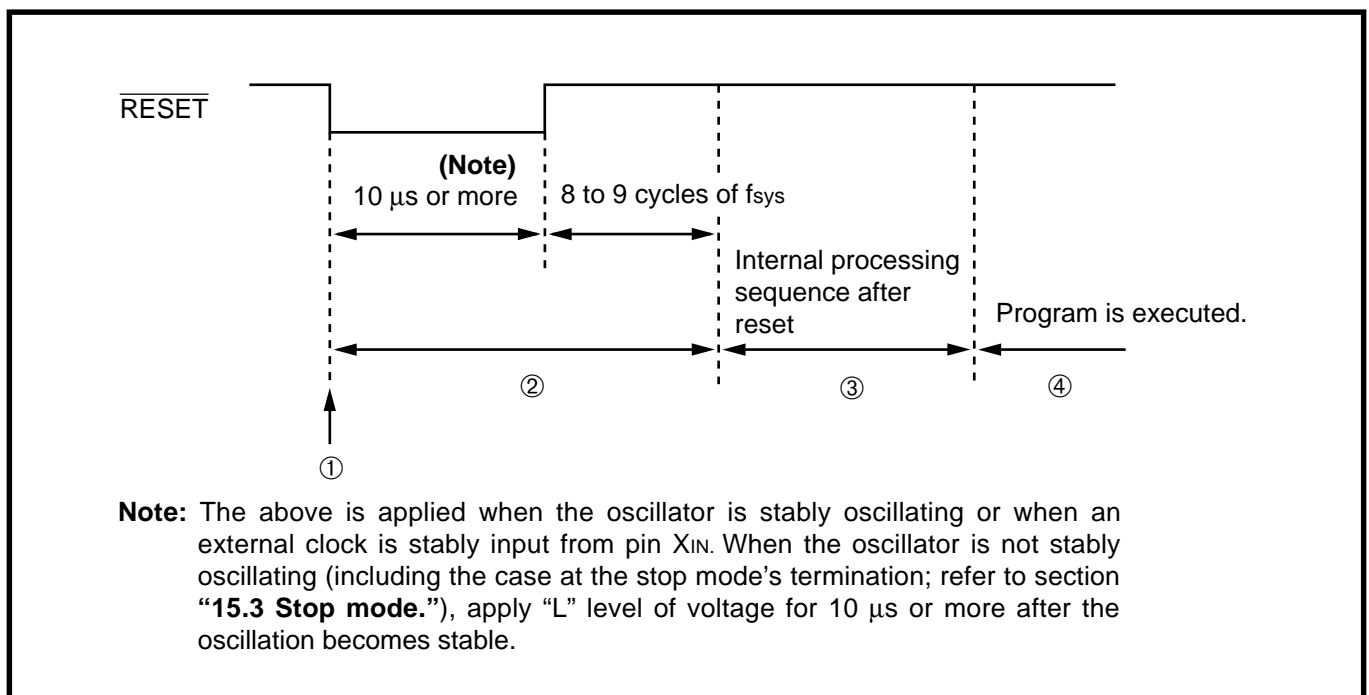 RESET
(Note)
10 μs or more
8 to 9 cycles of fsys
Internal processing
sequence after
reset
Program is executed.
②
③
④
①
Note: The above is applied when the oscillator is stably oscillating or when an
external clock is stably input from pin XIN. When the oscillator is not stably
oscillating (including the case at the stop mode’s termination; refer to section
“15.3 Stop mode.”), apply “L” level of voltage for 10 μs or more after the
oscillation becomes stable.